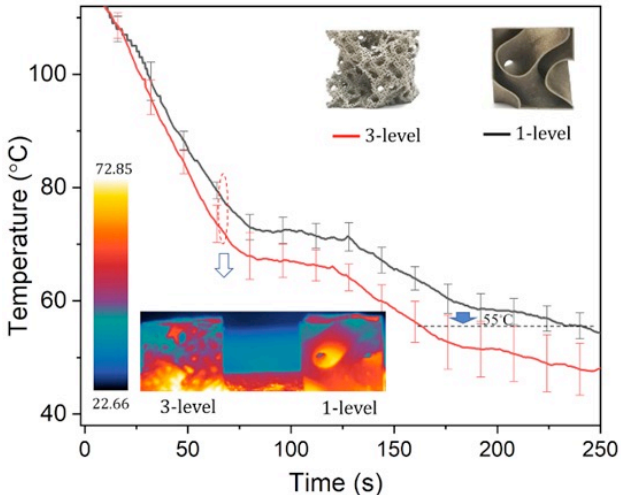 100
80
60
40
0
50
100
150
200
250
Temperature (°C)
Time (s)
3-level
1-level
72.85
22.66
3-level
1-level
55℃